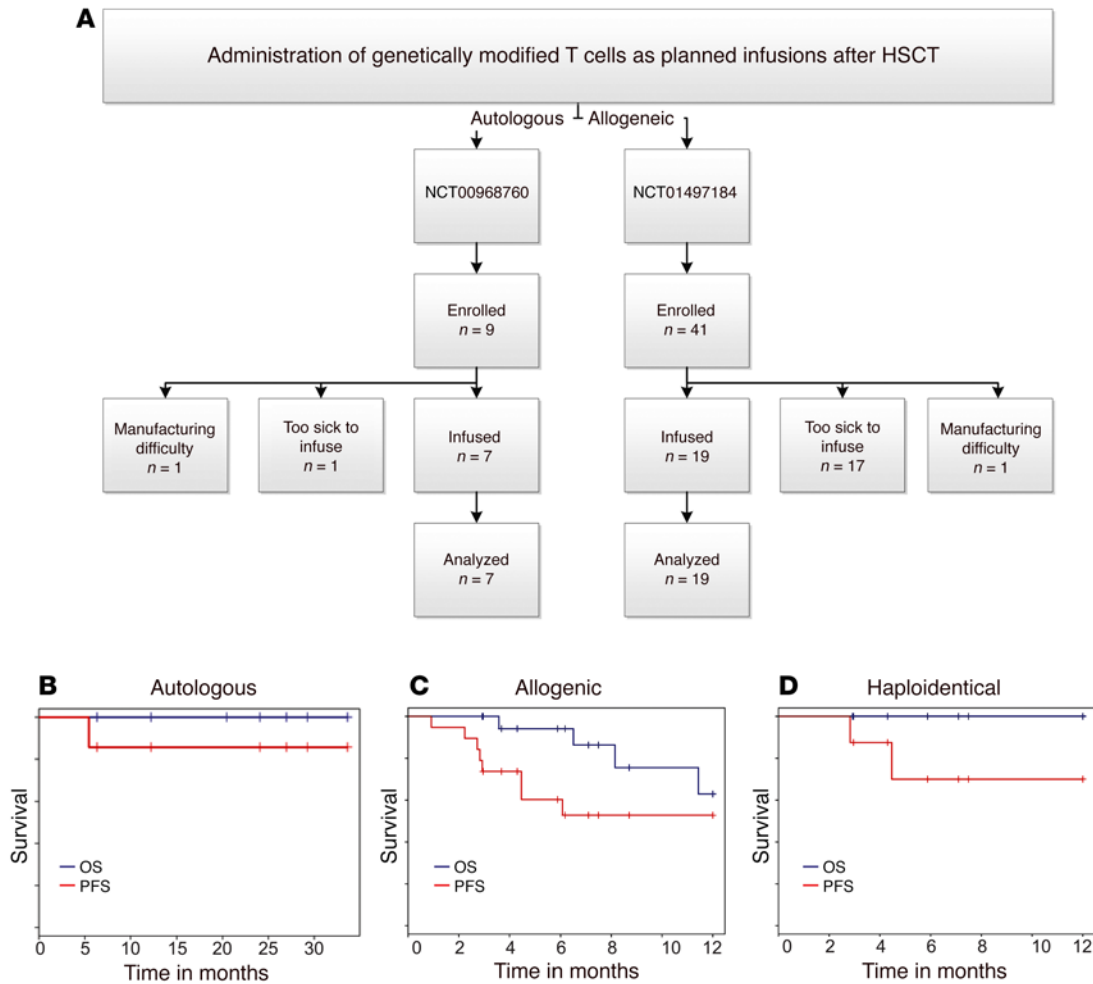 A
Administration of genetically modified T cells as planned infusions after HSCT
Autologous Allogeneic
NCT00968760
NCT01497184
Enrolled
n = 9
Enrolled
n = 41
Manufacturing
difficulty
n = 1
Too sick to
infuse
n = 1
Infused
n = 7
Infused
n = 19
Too sick to
infuse
n = 17
Manufacturing
difficulty
n = 1
Analyzed
n = 7
Analyzed
n = 19
B
Autologous
Survival
OS
PFS
0 5 10 15 20 25 30
Time in months
C
Allogenic
Survival
OS
PFS
0 2 4 6 8 10 12
Time in months
D
Haploidentical
Survival
OS
PFS
0 2 4 6 8 10 12
Time in months